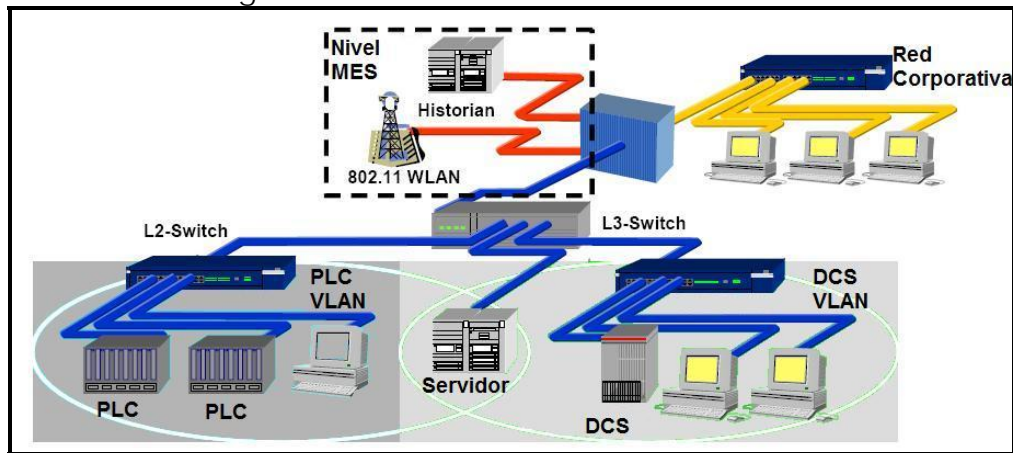 Nivel
MES
Historian
802.11 WLAN
Red
Corporativa
L2-Switch
L3-Switch
PLC
VLAN
DCS
VLAN
Servidor
PLC
PLC
DCS